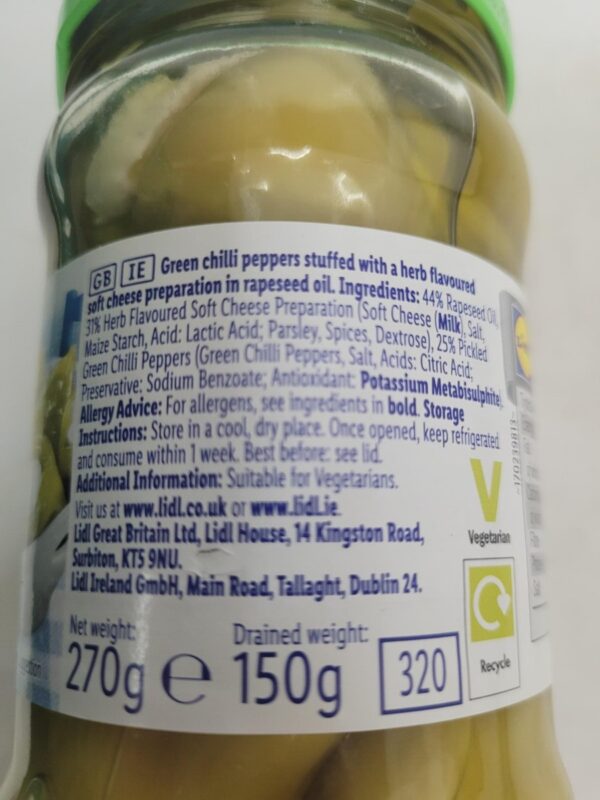 GB IE Green chilli peppers stuffed with a herb flavoured
soft cheese preparation in rapeseed oil. Ingredients: 44% Rapeseed Oil,
31% Herb Flavoured Soft Cheese Preparation (Soft Cheese (Milk), Salt,
Maize Starch, Acid: Lactic Acid; Parsley, Spices, Dextrose), 25% Pickled
Green Chilli Peppers (Green Chilli Peppers, Salt, Acids: Citric Acid;
Preservative: Sodium Benzoate; Antioxidant: Potassium Metabisulphite).
Allergy Advice: For allergens, see ingredients in bold. Storage
Instructions: Store in a cool, dry place. Once opened, keep refrigerated
and consume within 1 week. Best before: see lid.
Additional Information: Suitable for Vegetarians.
Visit us at www.lidl.co.uk or www.lidl.ie.
Lidl Great Britain Ltd, Lidl House, 14 Kingston Road,
Surbiton, KT5 9NU.
Lidl Ireland GmbH, Main Road, Tallaght, Dublin 24.
Net weight:
270g e
Drained weight:
150g
320
V
Vegetarian
Recycle
170239813